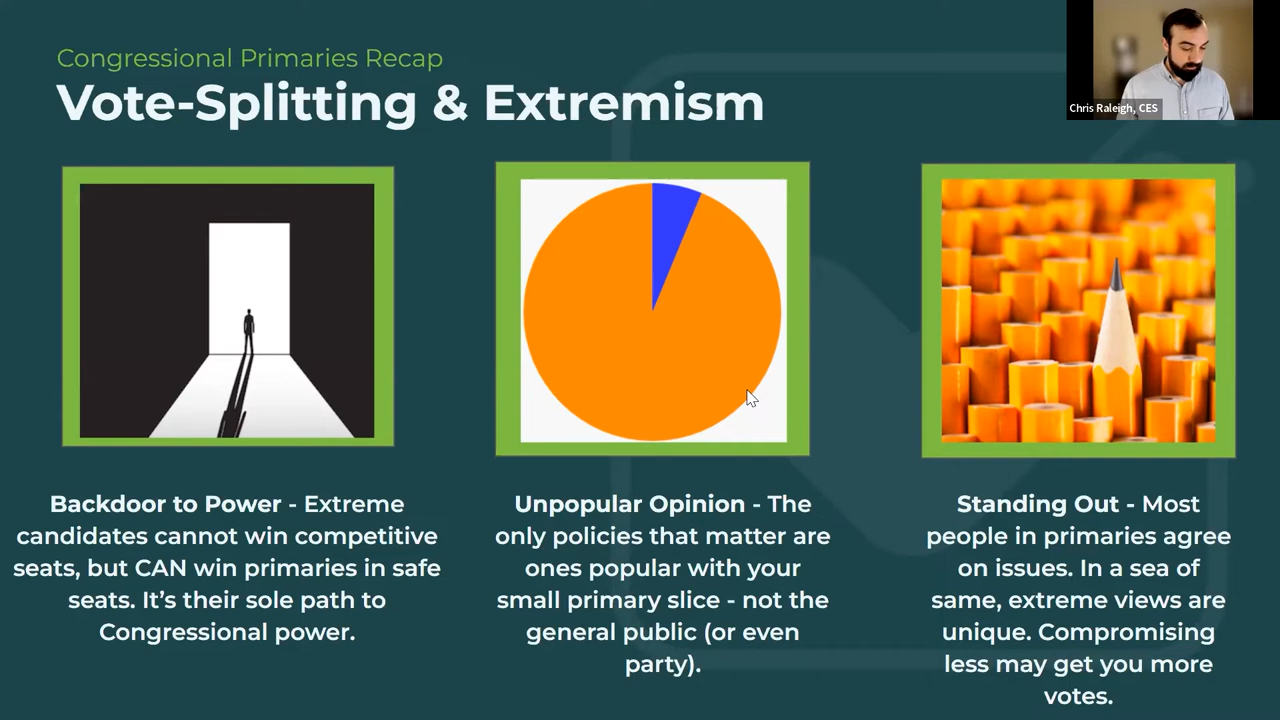 Congressional Primaries Recap
Vote-Splitting & Extremism
Chris Raleigh, CES
Backdoor to Power - Extreme
candidates cannot win competitive
seats, but CAN win primaries in safe
seats. It’s their sole path to
Congressional power.
Unpopular Opinion - The
only policies that matter are
ones popular with your
small primary slice - not the
general public (or even
party).
Standing Out - Most
people in primaries agree
on issues. In a sea of
same, extreme views are
unique. Compromising
less may get you more
votes.